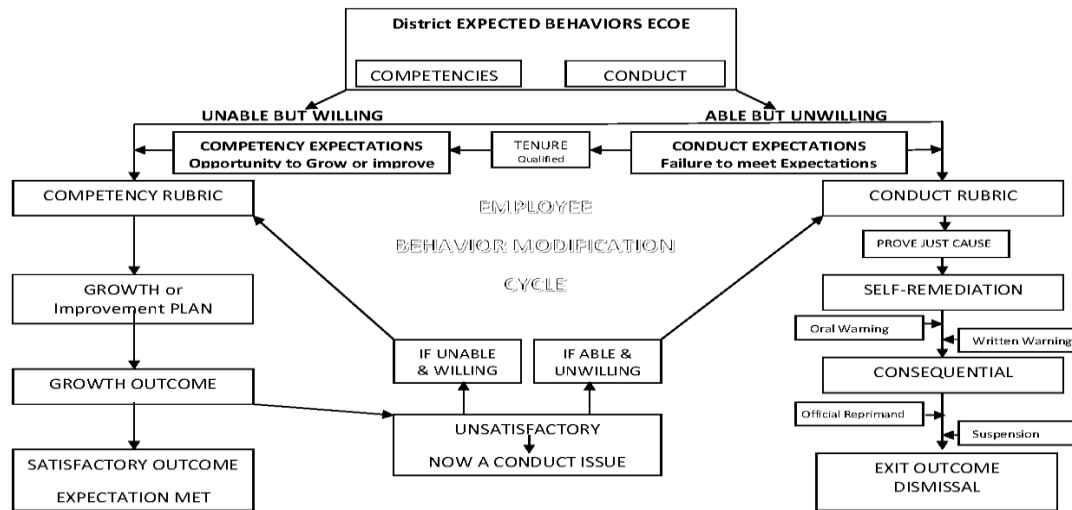 District EXPECTED BEHAVIORS ECOE
COMPETENCIES
CONDUCT
UNABLE BUT WILLING
ABLE BUT UNWILLING
COMPETENCY EXPECTATIONS
Opportunity to Grow or improve
TENURE
Qualified
CONDUCT EXPECTATIONS
Failure to meet Expectations
COMPETENCY RUBRIC
EMPLOYEE
BEHAVIOR MODIFICATION
CYCLE
CONDUCT RUBRIC
PROVE JUST CAUSE
GROWTH or
Improvement PLAN
SELF-REMEDIATION
Oral Warning
Written Warning
IF UNABLE
& WILLING
IF ABLE &
UNWILLING
GROWTH OUTCOME
CONSEQUENTIAL
Official Reprimand
Suspension
UNSATISFACTORY
NOW A CONDUCT ISSUE
SATISFACTORY OUTCOME
EXPECTATION MET
EXIT OUTCOME
DISMISSAL